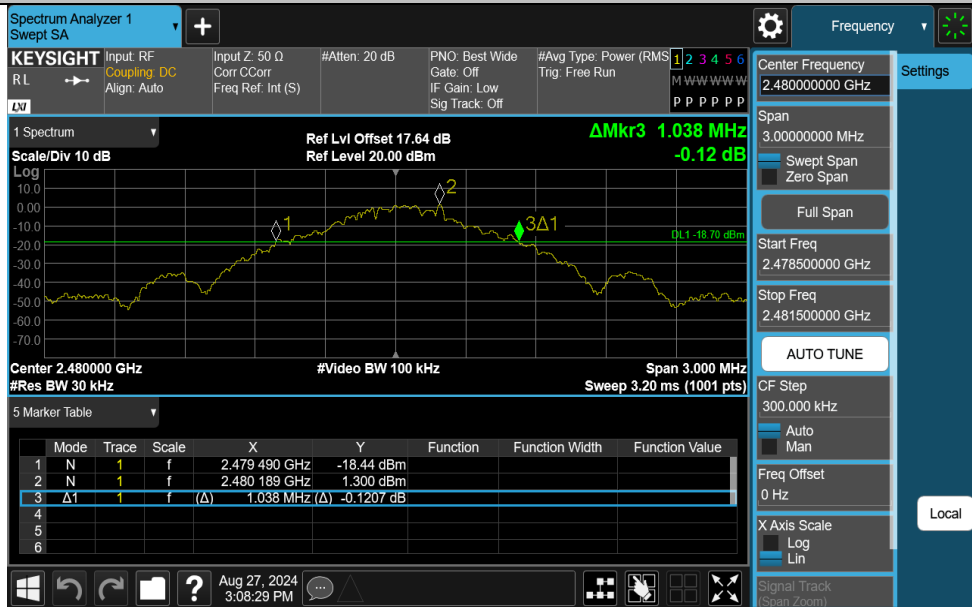 Spectrum Analyzer 1
Swept SA
+
Frequency
KEYSIGHT
RL
LXI
Input: RF
Coupling: DC
Align: Auto
Input Z: 50 Ω
Corr CCorr
Freq Ref: Int (S)
#Atten: 20 dB
PNO: Best Wide
Gate: Off
IF Gain: Low
Sig Track: Off
#Avg Type: Power (RMS
Trig: Free Run
1 2 3 4 5 6
M W W W W W
P P P P P P
1 Spectrum
Scale/Div 10 dB
Ref Lvl Offset 17.64 dB
Ref Level 20.00 dBm
ΔMkr3 1.038 MHz
-0.12 dB
Log
10.0
0.00
-10.0
-20.0
-30.0
-40.0
-50.0
-60.0
-70.0
1
2
3Δ1
DL1 -18.70 dBm
Center 2.480000 GHz
#Video BW 100 kHz
Span 3.000 MHz
#Res BW 30 kHz
Sweep 3.20 ms (1001 pts)
5 Marker Table
Mode Trace Scale X Y Function Function Width Function Value
1 N 1 f 2.479 490 GHz -18.44 dBm
2 N 1 f 2.480 189 GHz 1.300 dBm
3 Δ1 1 f (Δ) 1.038 MHz (Δ) -0.1207 dB
4
5
6
Center Frequency
2.480000000 GHz
Settings
Span
3.00000000 MHz
Swept Span
Zero Span
Full Span
Start Freq
2.478500000 GHz
Stop Freq
2.481500000 GHz
AUTO TUNE
CF Step
300.000 kHz
Auto
Man
Freq Offset
0 Hz
Local
X Axis Scale
Log
Lin
Signal Track
(Span Zoom)
?
Aug 27, 2024
3:08:29 PM